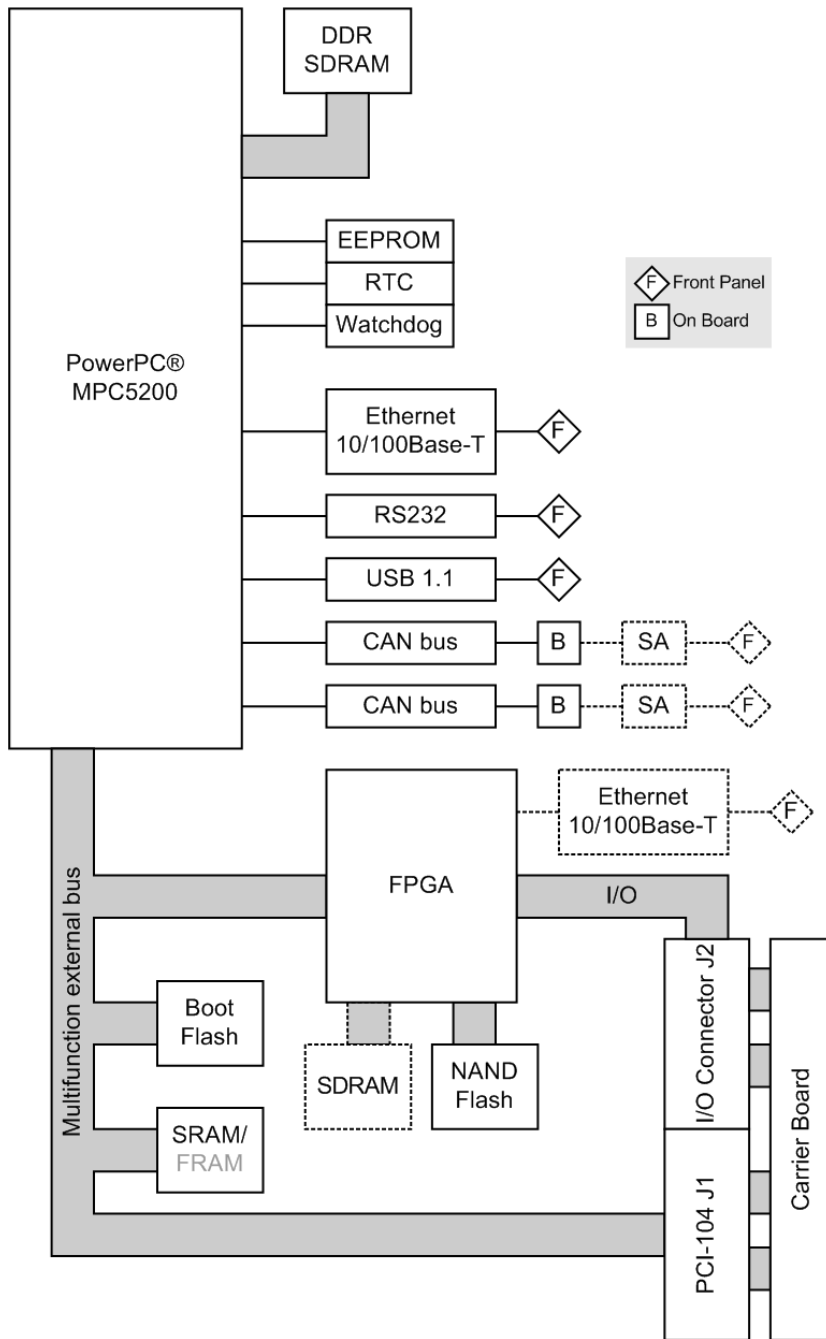 DDR
SDRAM
EEPROM
RTC
Watchdog
F Front Panel
B On Board
PowerPC®
MPC5200
Ethernet
10/100Base-T
F
RS232
F
USB 1.1
F
CAN bus
B
SA
F
CAN bus
B
SA
F
Ethernet
10/100Base-T
F
FPGA
I/O
Multifunction external bus
Boot
Flash
SDRAM
NAND
Flash
SRAM/
FRAM
I/O Connector J2
PCI-104 J1
Carrier Board